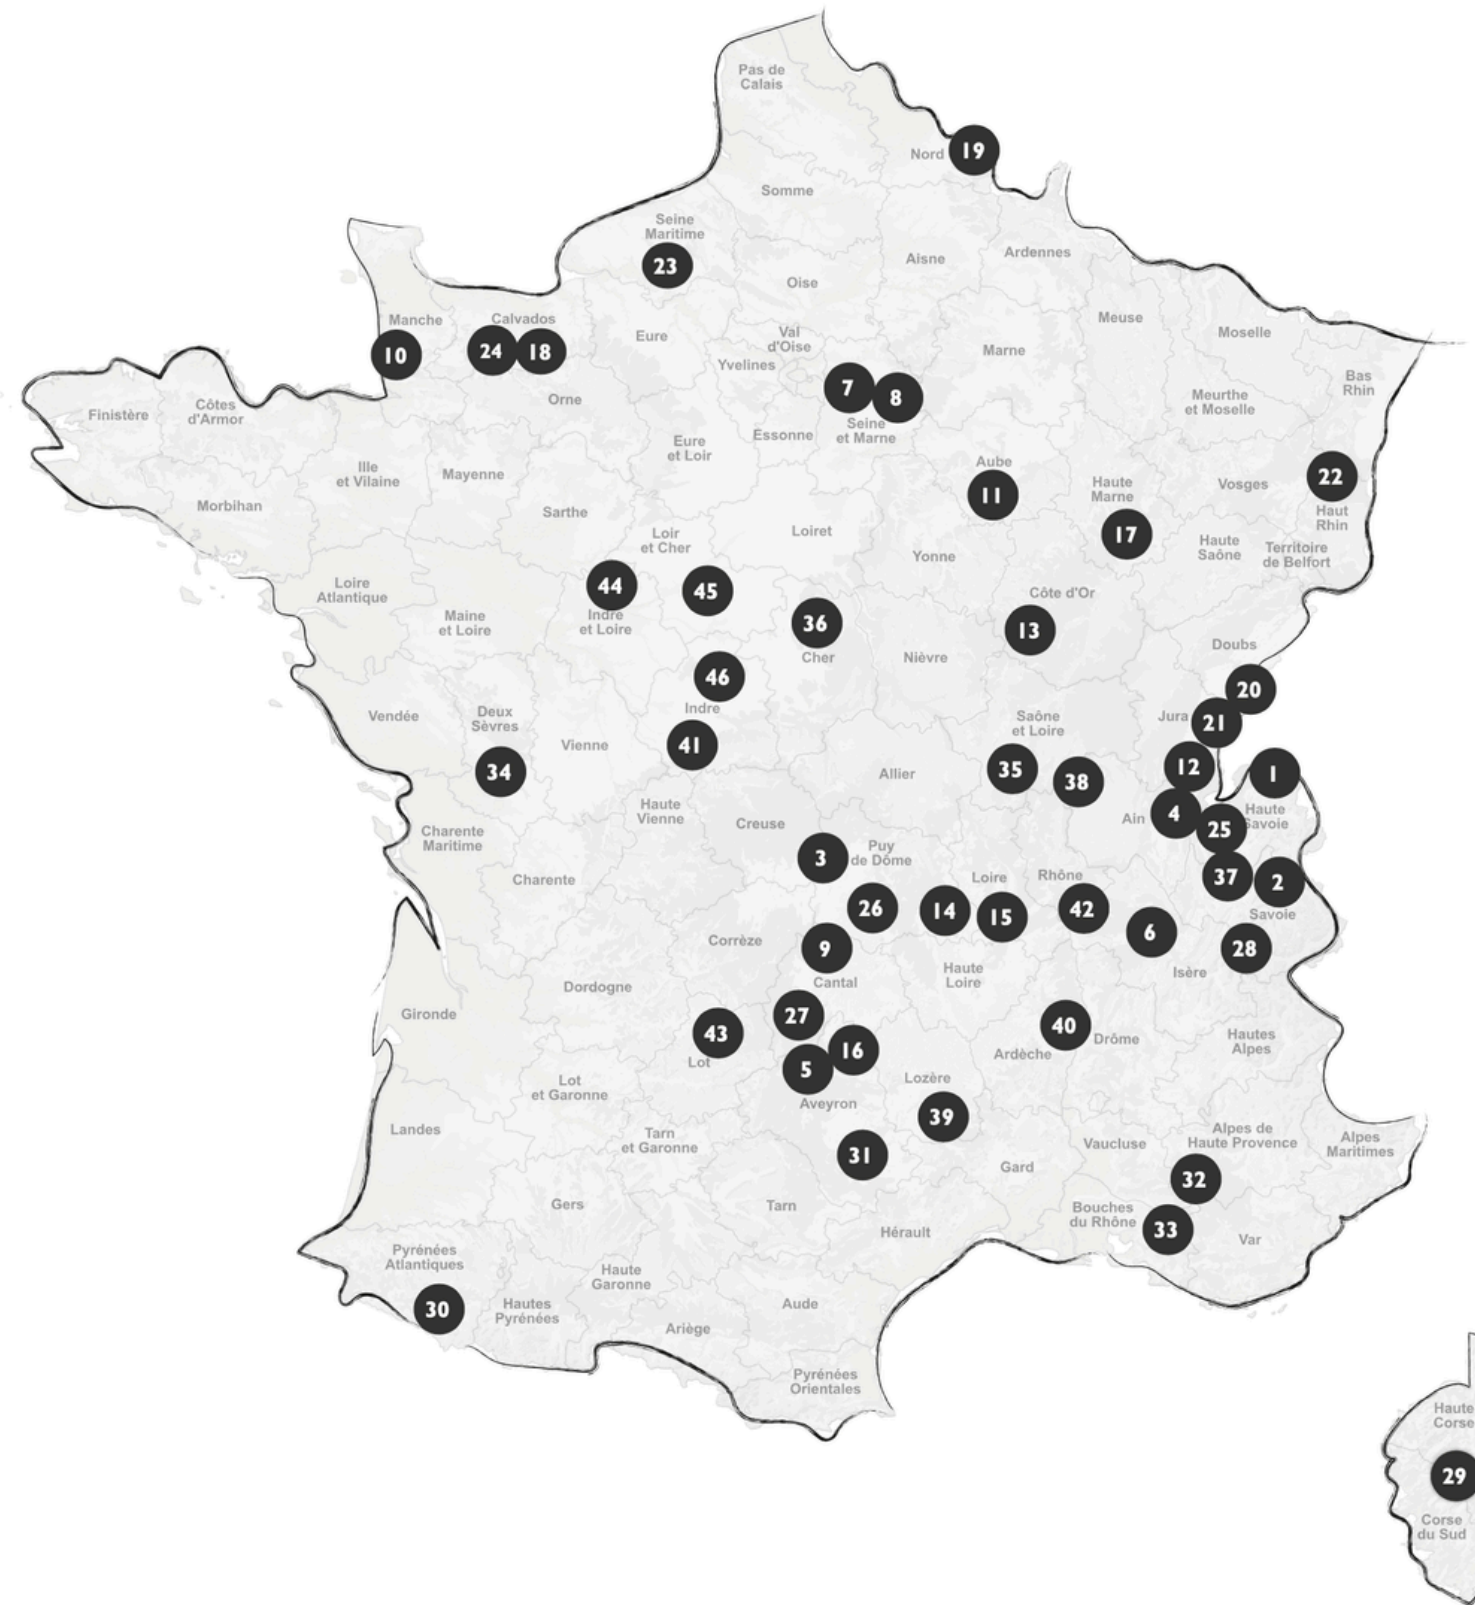 Pas de
Calais
Nord
19
Somme
Seine
Maritime
23
Oise
Aisne
Ardennes
Manche
10
Calvados
24
18
Eure
Val
d'Oise
Yvelines
7
8
Seine
et Marne
Essonne
Marne
Meuse
Moselle
Meurthe
et Moselle
Bas
Rhin
Finistère
Côtes
d'Armor
Orne
Eure
et Loir
Ille
et Vilaine
Mayenne
Morbihan
Sarthe
Loir
et Cher
Loiret
Aube
11
Yonne
Haute
Marne
17
Vosges
22
Haut
Rhin
Haute
Saône
Territoire
de Belfort
Loire
Atlantique
Maine
et Loire
44
Indre
et Loire
45
36
Cher
Nièvre
Côte d'Or
13
Doubs
20
Jura
21
Vendée
Deux
Sèvres
34
Vienne
46
Indre
41
Allier
Saône
et Loire
35
38
12
1
Ain
4
25
Haute
Savoie
Charente
Maritime
Charente
Haute
Vienne
Creuse
3
Puy
de Dôme
26
Loire
14
15
Rhône
42
37
2
Savoie
6
28
Isère
Corrèze
9
Cantal
Haute
Loire
Dordogne
Gironde
43
Lot
27
16
5
Aveyron
40
Ardèche
Drôme
Hautes
Alpes
Lot
et Garonne
Lozère
39
Landes
Tarn
et Garonne
31
Gard
Vaucluse
Alpes de
Haute Provence
Alpes
Maritimes
32
Gers
Tarn
Hérault
Bouches
du Rhône
33
Var
Pyrénées
Atlantiques
30
Hautes
Pyrénées
Haute
Garonne
Ariège
Aude
Pyrénées
Orientales
Haute
Corse
29
Corse
du Sud